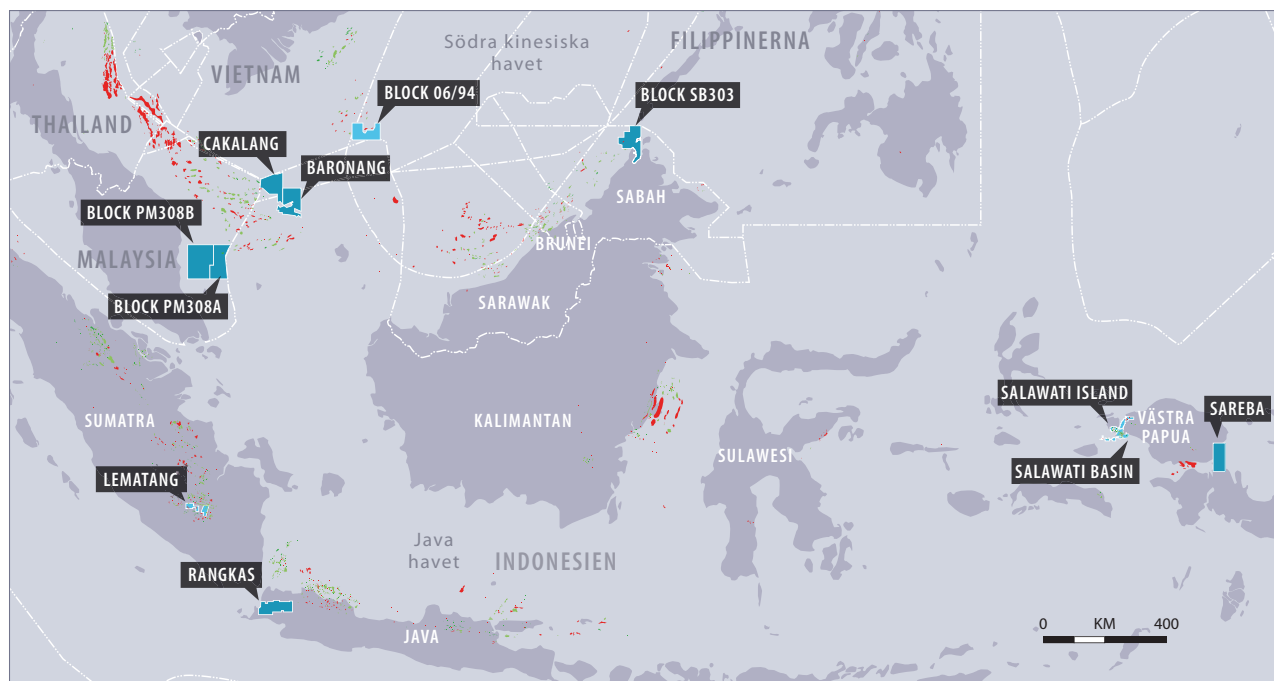 Södra kinesiska
havet
FILIPPINERNA
VIETNAM
BLOCK 06/94
BLOCK SB303
THAILAND
CAKALANG
BARONANG
SABAH
BLOCK PM308B
BRUNEI
MALAYSIA
BLOCK PM308A
SARAWAK
SUMATRA
KALIMANTAN
SALAWATI ISLAND
SAREBA
VÄSTRA
PAPUA
SULAWESI
SALAWATI BASIN
LEMATANG
Java
havet
INDONESIEN
RANGKAS
JAVA
0 KM 400